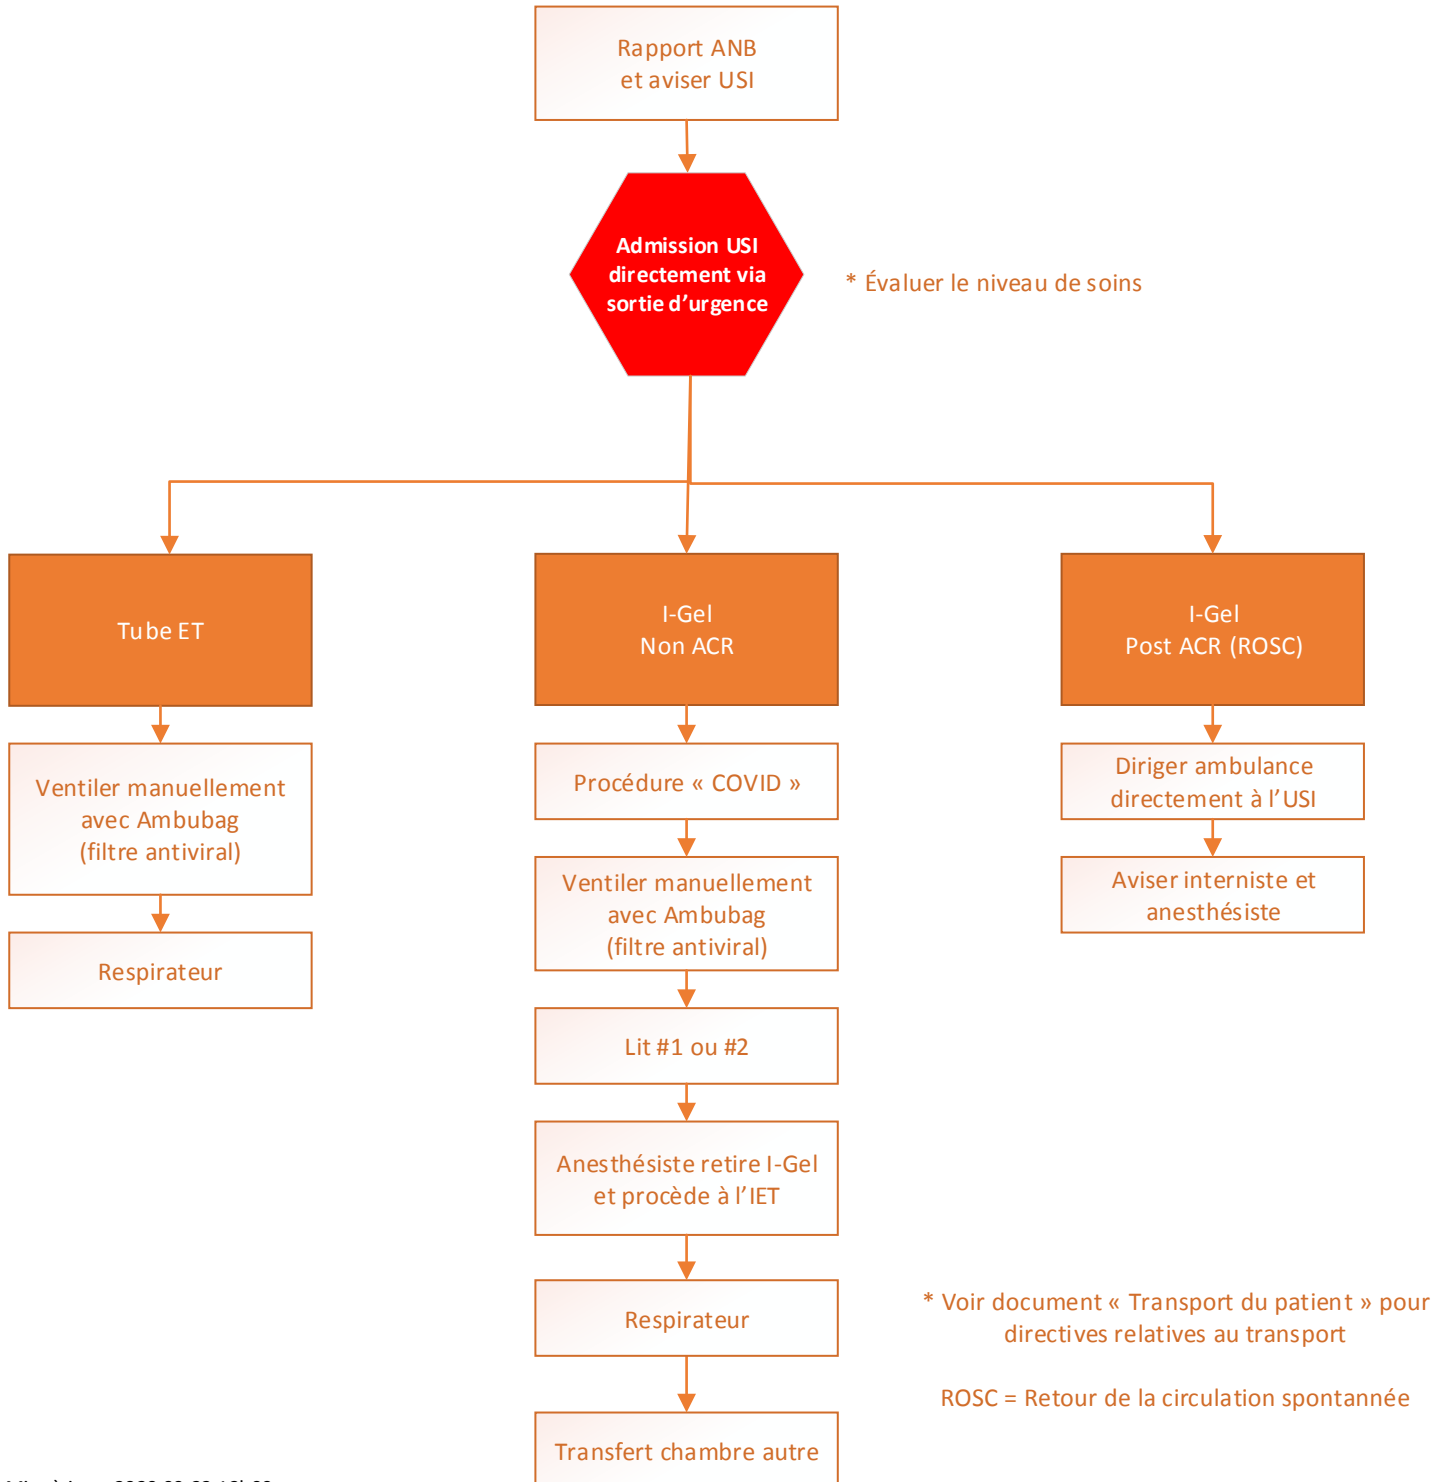 Rapport ANB
et aviser USI
Admission USI
directement via
sortie d'urgence
* Évaluer le niveau de soins
Tube ET
Ventiler manuellement
avec Ambubag
(filtre antiviral)
Respirateur
I-Gel
Non ACR
Procédure « COVID »
Ventiler manuellement
avec Ambubag
(filtre antiviral)
Lit #1 ou #2
Anesthésiste retire I-Gel
et procède à l'IET
Respirateur
Transfert chambre autre
I-Gel
Post ACR (ROSC)
Diriger ambulance
directement à l'USI
Aviser interniste et
anesthésiste
* Voir document « Transport du patient » pour
directives relatives au transport
ROSC = Retour de la circulation spontannée